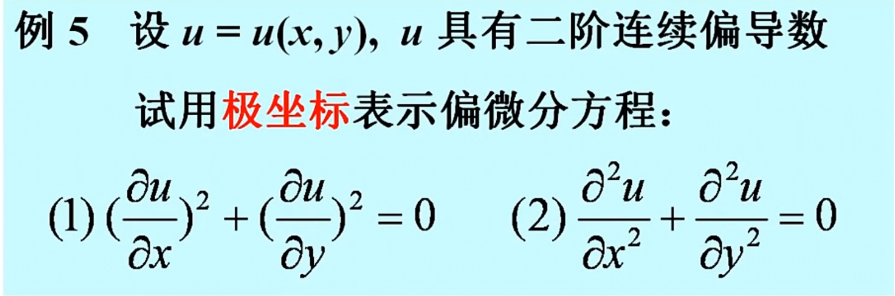 例 5 设 u = u(x, y), u 具有二阶连续偏导数
试用极坐标表示偏微分方程：
(1) (∂u/∂x)² + (∂u/∂y)² = 0 (2) ∂²u/∂x² + ∂²u/∂y² = 0